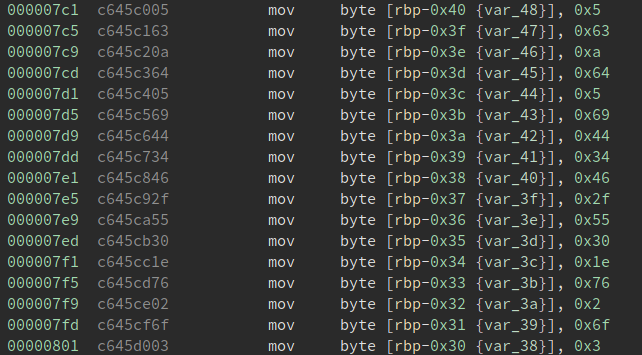 000007c1 c645c005 mov byte [rbp-0x40 {var_48}], 0x5
000007c5 c645c163 mov byte [rbp-0x3f {var_47}], 0x63
000007c9 c645c20a mov byte [rbp-0x3e {var_46}], 0xa
000007cd c645c364 mov byte [rbp-0x3d {var_45}], 0x64
000007d1 c645c405 mov byte [rbp-0x3c {var_44}], 0x5
000007d5 c645c569 mov byte [rbp-0x3b {var_43}], 0x69
000007d9 c645c644 mov byte [rbp-0x3a {var_42}], 0x44
000007dd c645c734 mov byte [rbp-0x39 {var_41}], 0x34
000007e1 c645c846 mov byte [rbp-0x38 {var_40}], 0x46
000007e5 c645c92f mov byte [rbp-0x37 {var_3f}], 0x2f
000007e9 c645ca55 mov byte [rbp-0x36 {var_3e}], 0x55
000007ed c645cb30 mov byte [rbp-0x35 {var_3d}], 0x30
000007f1 c645cc1e mov byte [rbp-0x34 {var_3c}], 0x1e
000007f5 c645cd76 mov byte [rbp-0x33 {var_3b}], 0x76
000007f9 c645ce02 mov byte [rbp-0x32 {var_3a}], 0x2
000007fd c645cf6f mov byte [rbp-0x31 {var_39}], 0x6f
00000801 c645d003 mov byte [rbp-0x30 {var_38}], 0x3